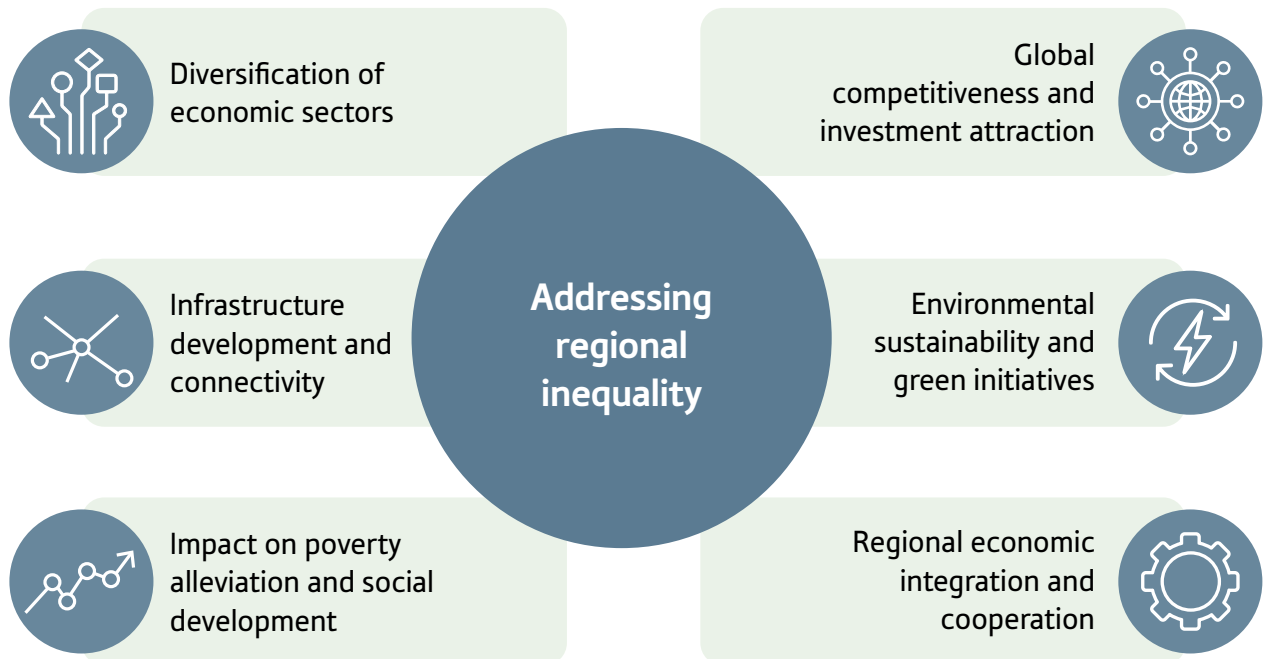 Diversification of
economic sectors
Global
competitiveness and
investment attraction
Infrastructure
development and
connectivity
Addressing
regional
inequality
Environmental
sustainability and
green initiatives
Impact on poverty
alleviation and social
development
Regional economic
integration and
cooperation